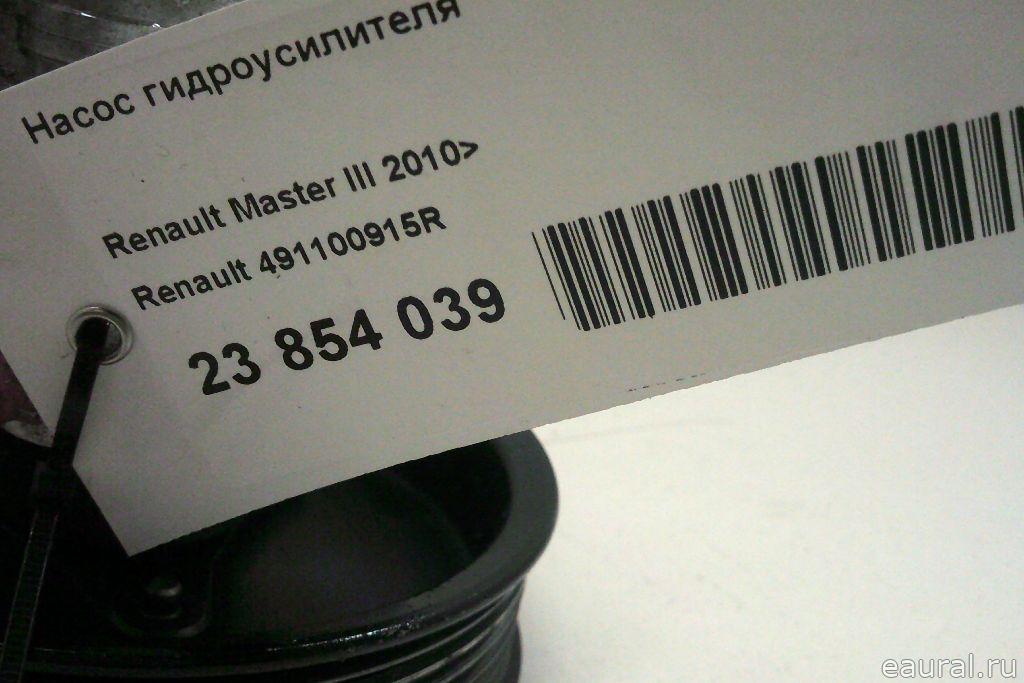 Насос гидроусилителя
Renault Master III 2010>
Renault 491100915R
23 854 039
eaural.ru